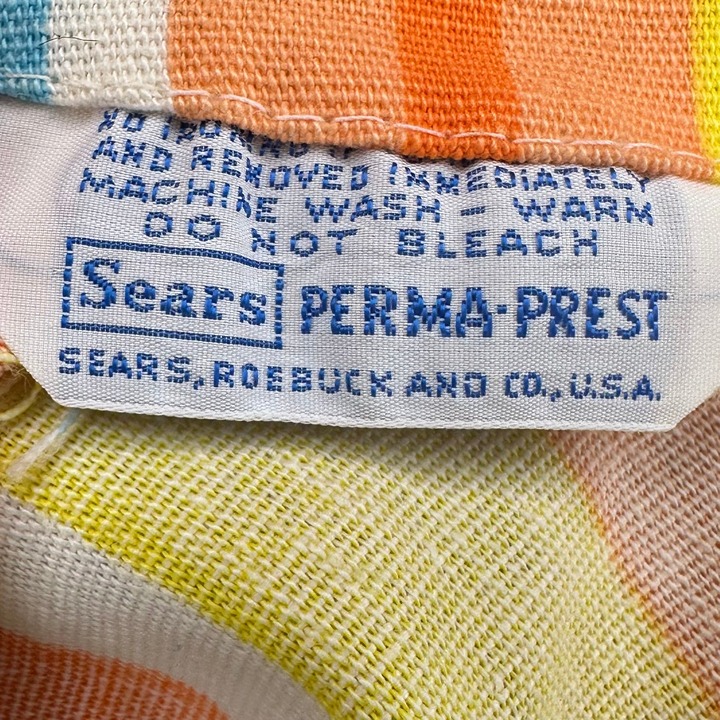 AND REMOVED IMMEDIATELY
MACHINE WASH - WARM
DO NOT BLEACH
Sears PERMA-PREST
SEARS, ROEBUCK AND CO., U.S.A.